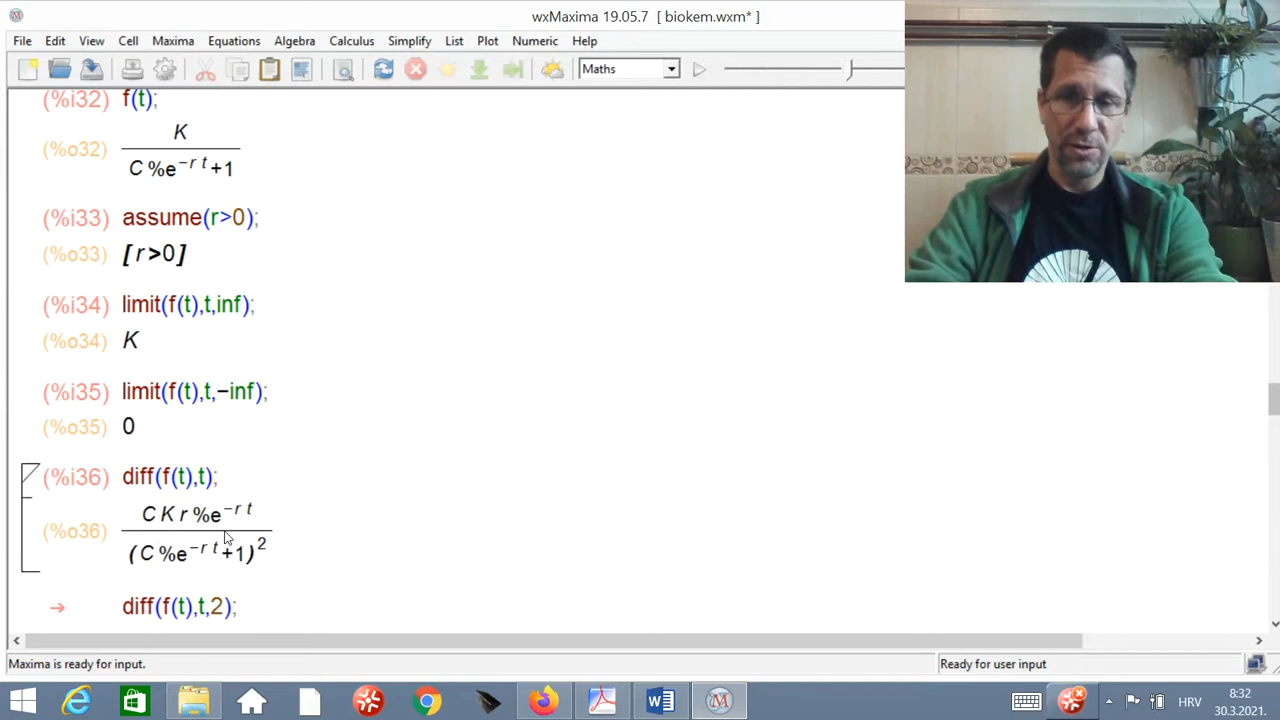 wxMaxima 19.05.7 [ biokem.wxm* ]
File Edit View Cell Maxima Equations Algebra Calculus Simplify List Plot Numeric Help
Maths
(%i32) f(t);
(%o32) K
C %e^−r t+1
(%i33) assume(r>0);
(%o33) [ r >0]
(%i34) limit(f(t),t,inf);
(%o34) K
(%i35) limit(f(t),t,−inf);
(%o35) 0
(%i36) diff(f(t),t);
(%o36) C K r %e^−r t
(C %e^−r t+1)^2
diff(f(t),t,2);
Maxima is ready for input.
Ready for user input
HRV
8:32
30.3.2021.